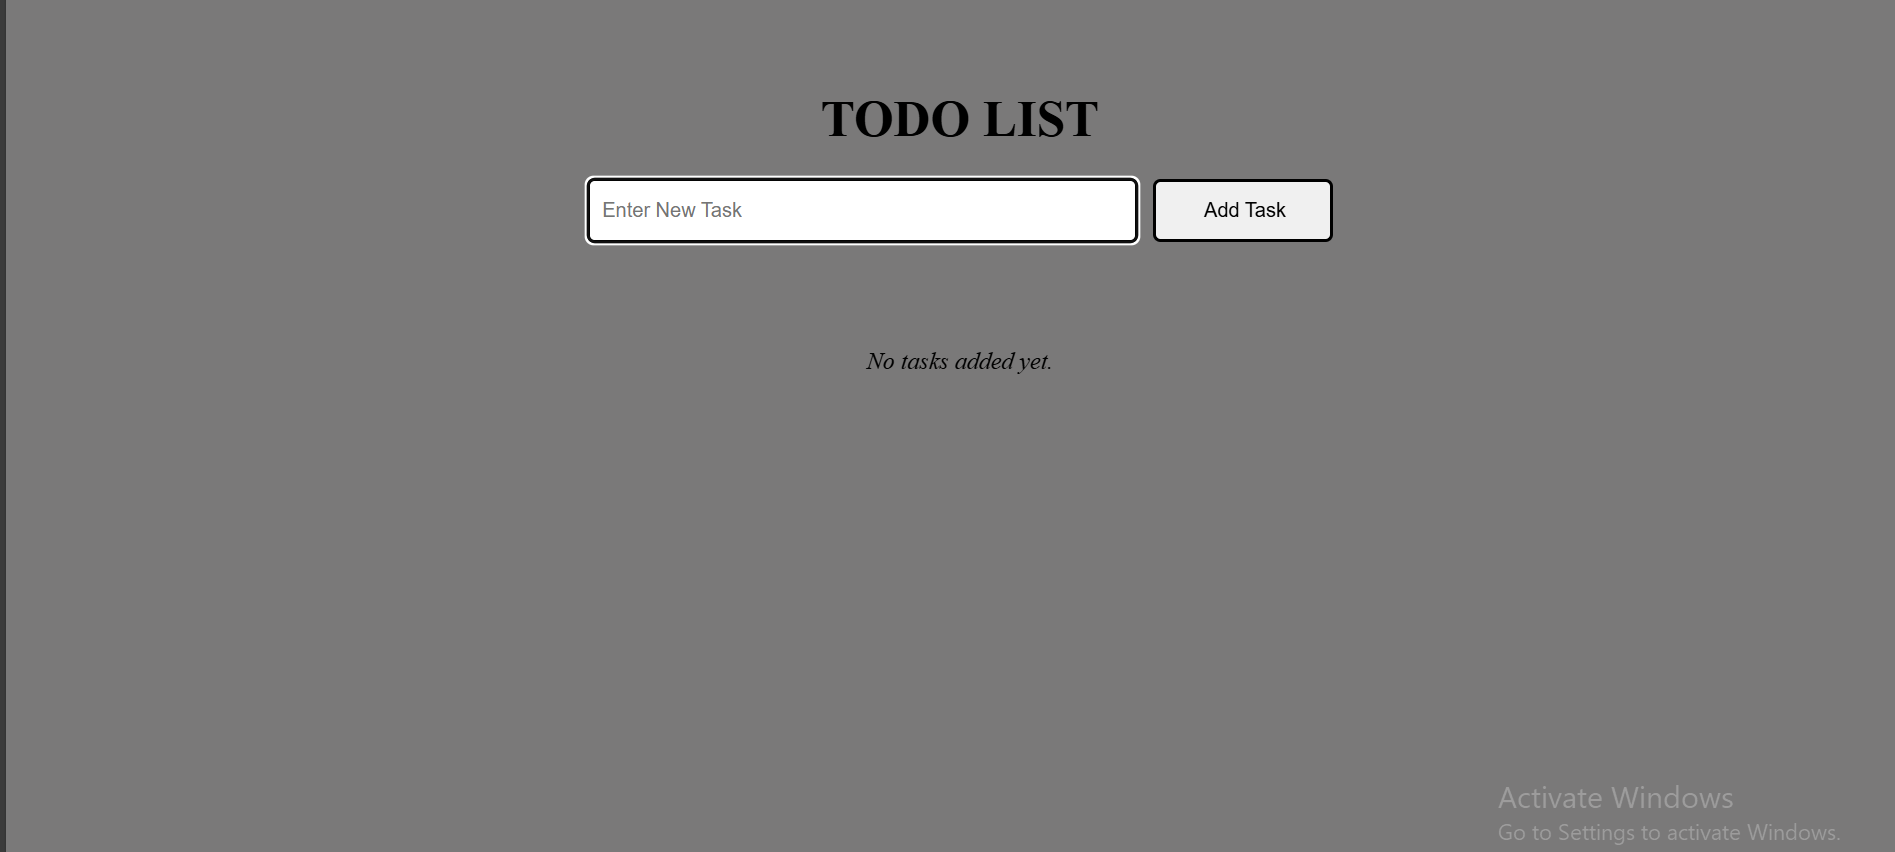 TODO LIST
Enter New Task
Add Task
No tasks added yet.
Activate Windows
Go to Settings to activate Windows.